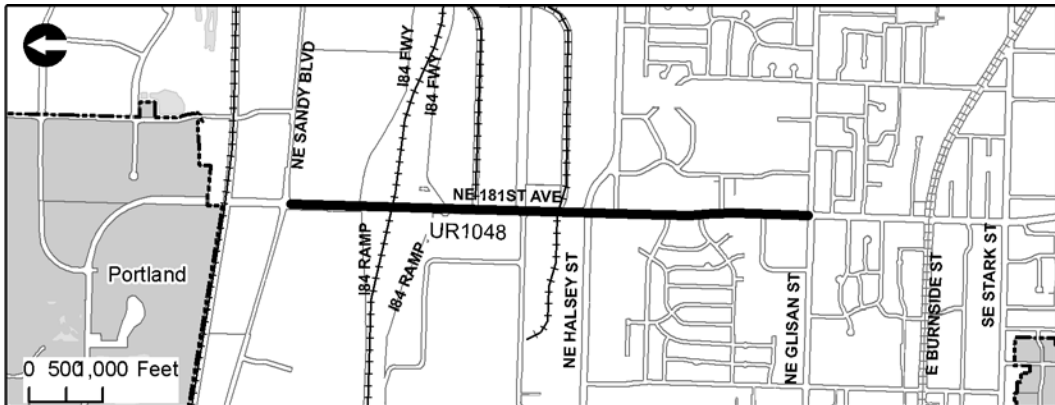 NE SANDY BLVD
I84 FWY
I84 FWY
NE 181ST AVE
UR1048
I84 RAMP
I84 RAMP
NE HALSEY ST
NE GLISAN ST
E BURNSIDE ST
SE STARK ST
Portland
0 500 1,000 Feet